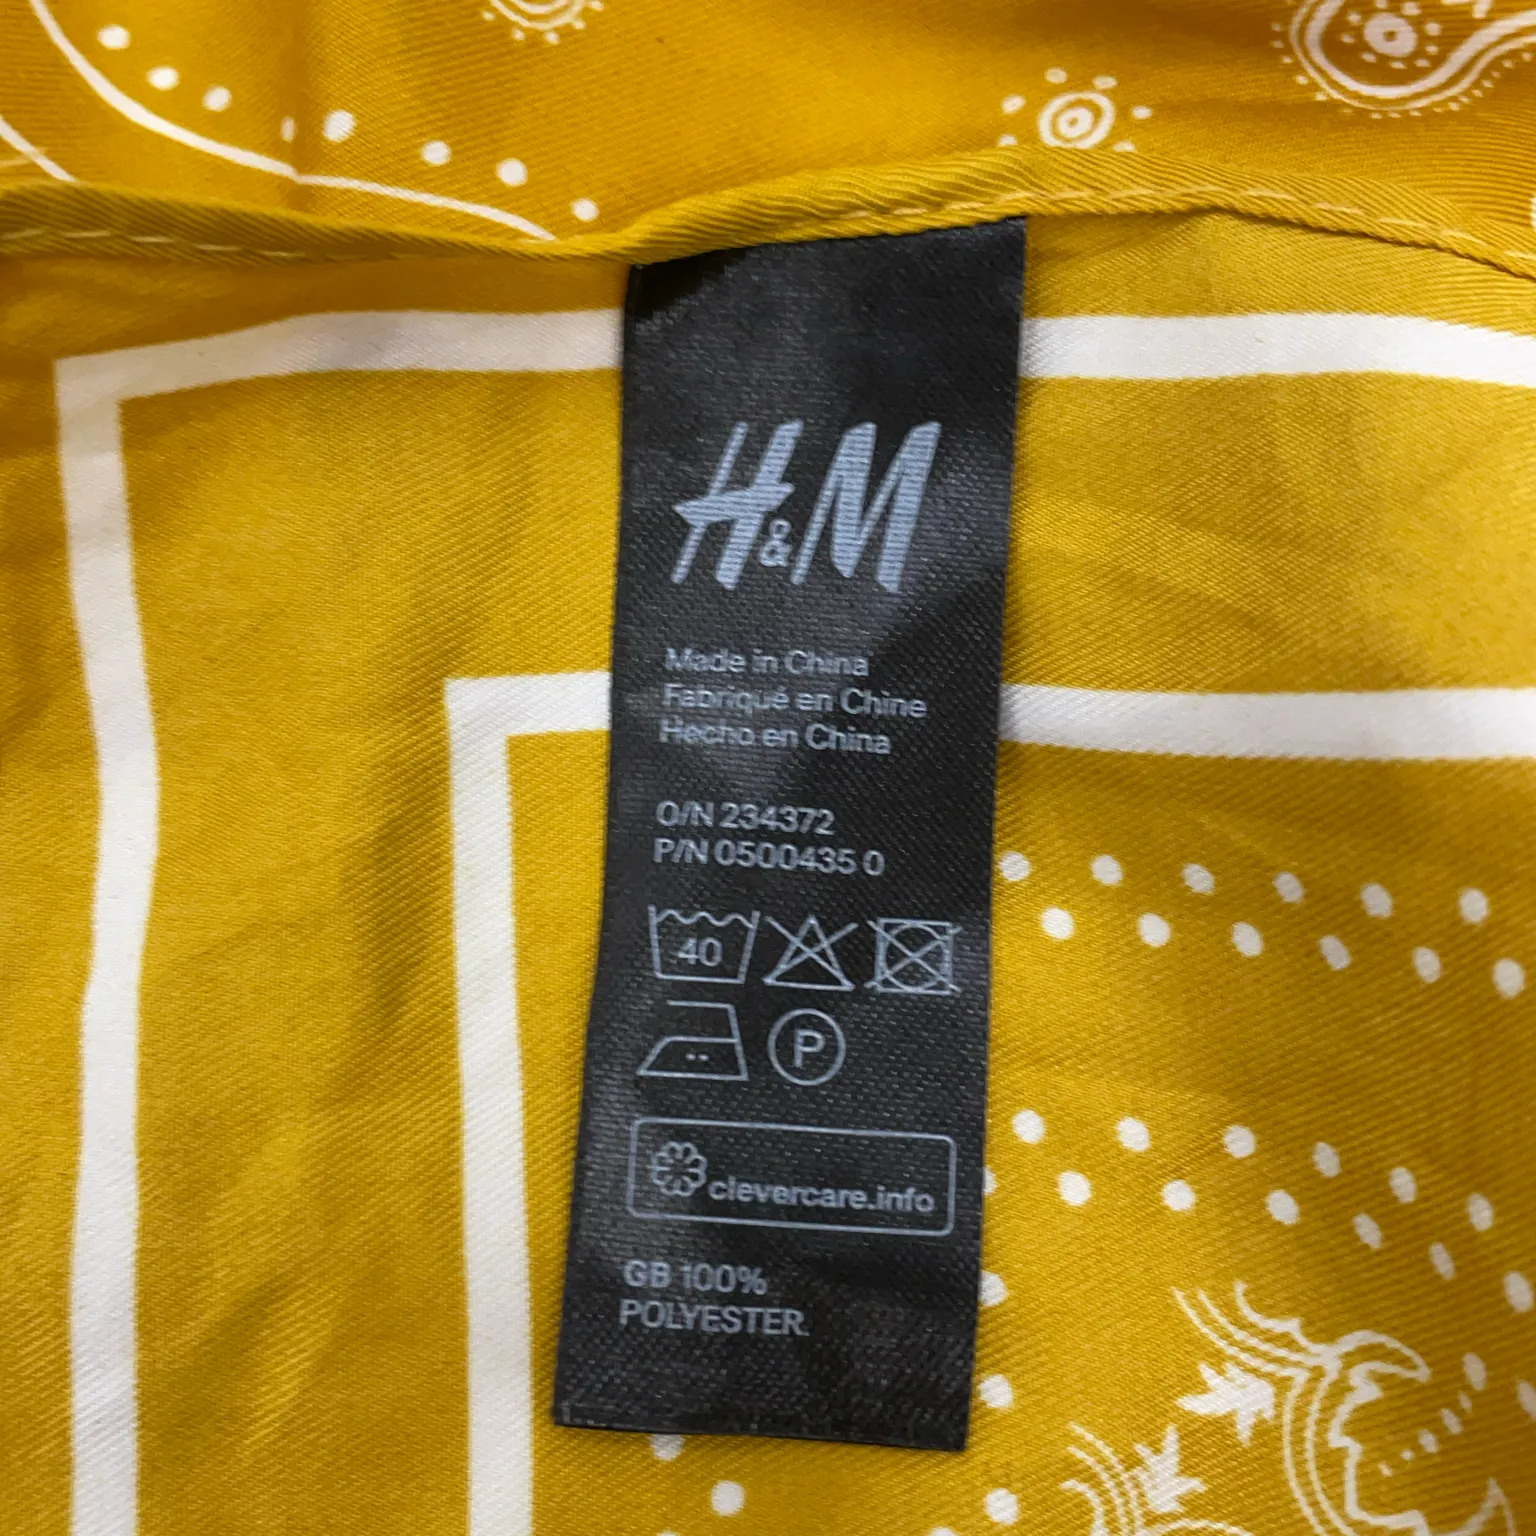 H&M
Made in China
Fabriqué en Chine
Hecho en China
O/N 234372
P/N 0500435 0
40
P
clevercare.info
GB 100%
POLYESTER